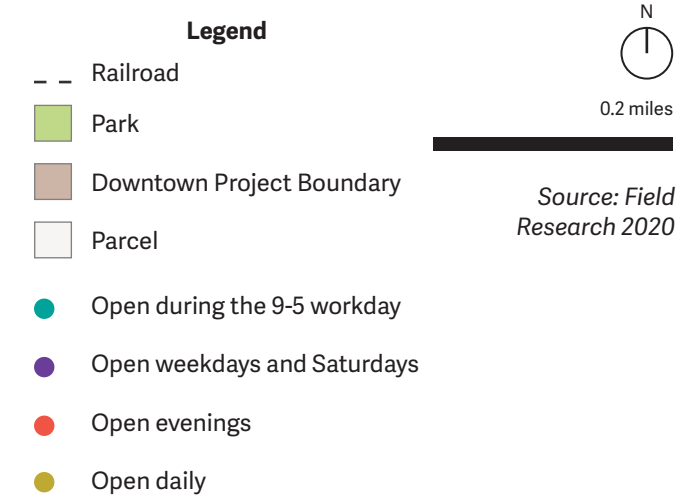 Legend
Railroad
Park
Downtown Project Boundary
Parcel
Open during the 9-5 workday
Open weekdays and Saturdays
Open evenings
Open daily
N
0.2 miles
Source: Field
Research 2020